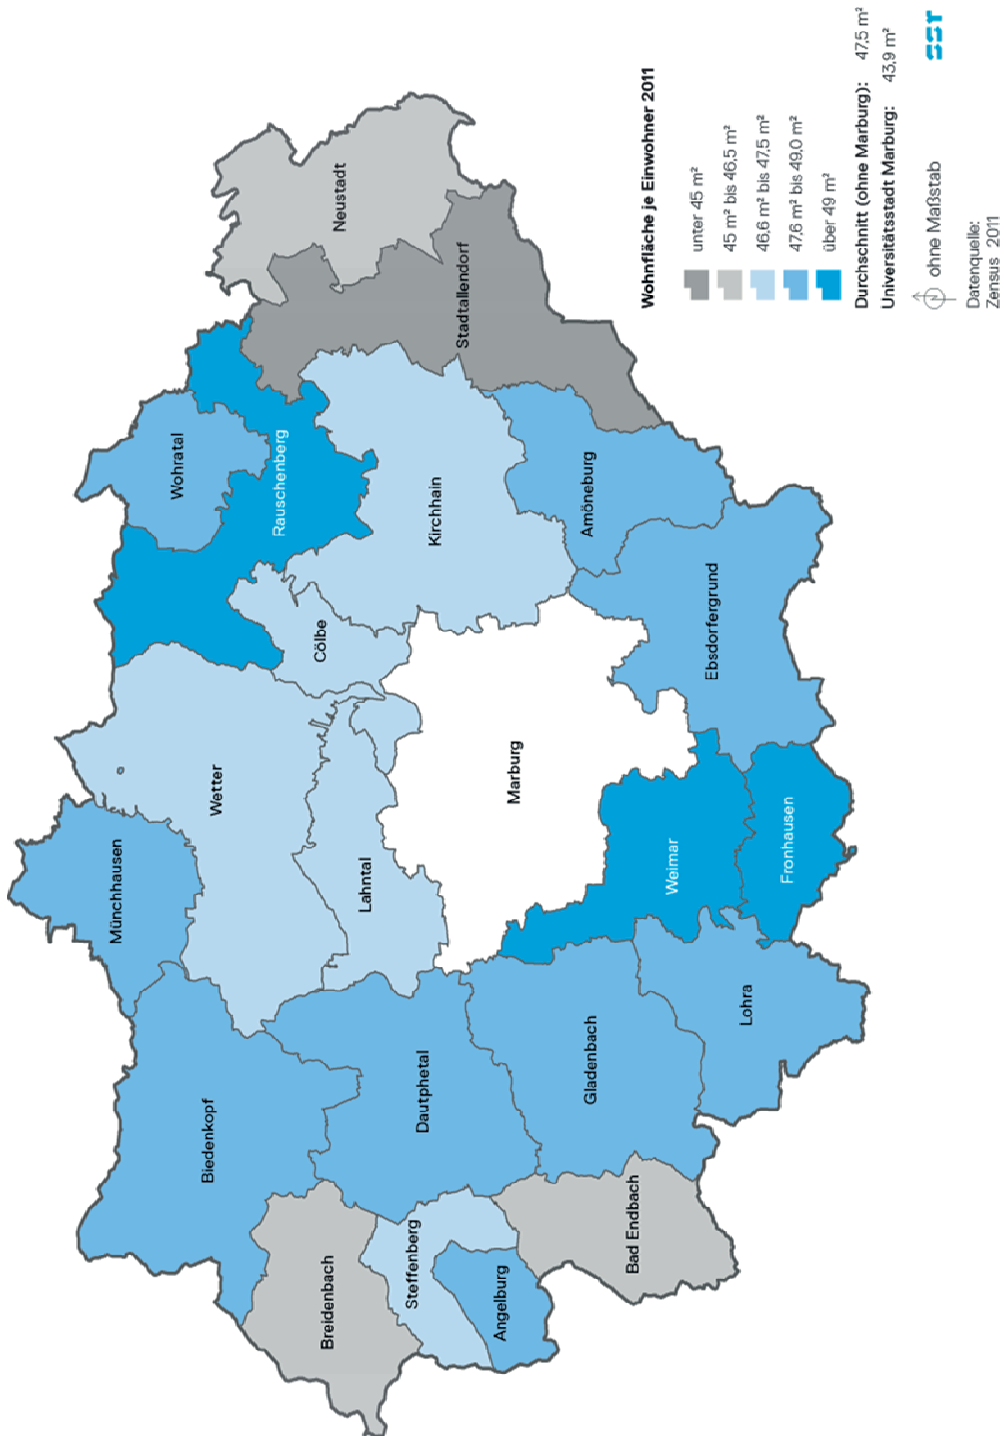 Neustadt
Stadtallendorf
Wohratal
Rauschenberg
Kirchhain
Amöneburg
Cölbe
Ebsdorfergrund
Wetter
Marburg
Münchhausen
Lahntal
Weimar
Fronhausen
Biedenkopf
Dautphetal
Gladenbach
Lohra
Breidenbach
Steffenberg
Angelburg
Bad Endbach
Wohnfläche je Einwohner 2011
unter 45 m²
45 m² bis 46,5 m²
46,6 m² bis 47,5 m²
47,6 m² bis 49,0 m²
über 49 m²
Durchschnitt (ohne Marburg): 47,5 m²
Universitätsstadt Marburg: 43,9 m²
ohne Maßstab
Datenquelle:
Zensus 2011